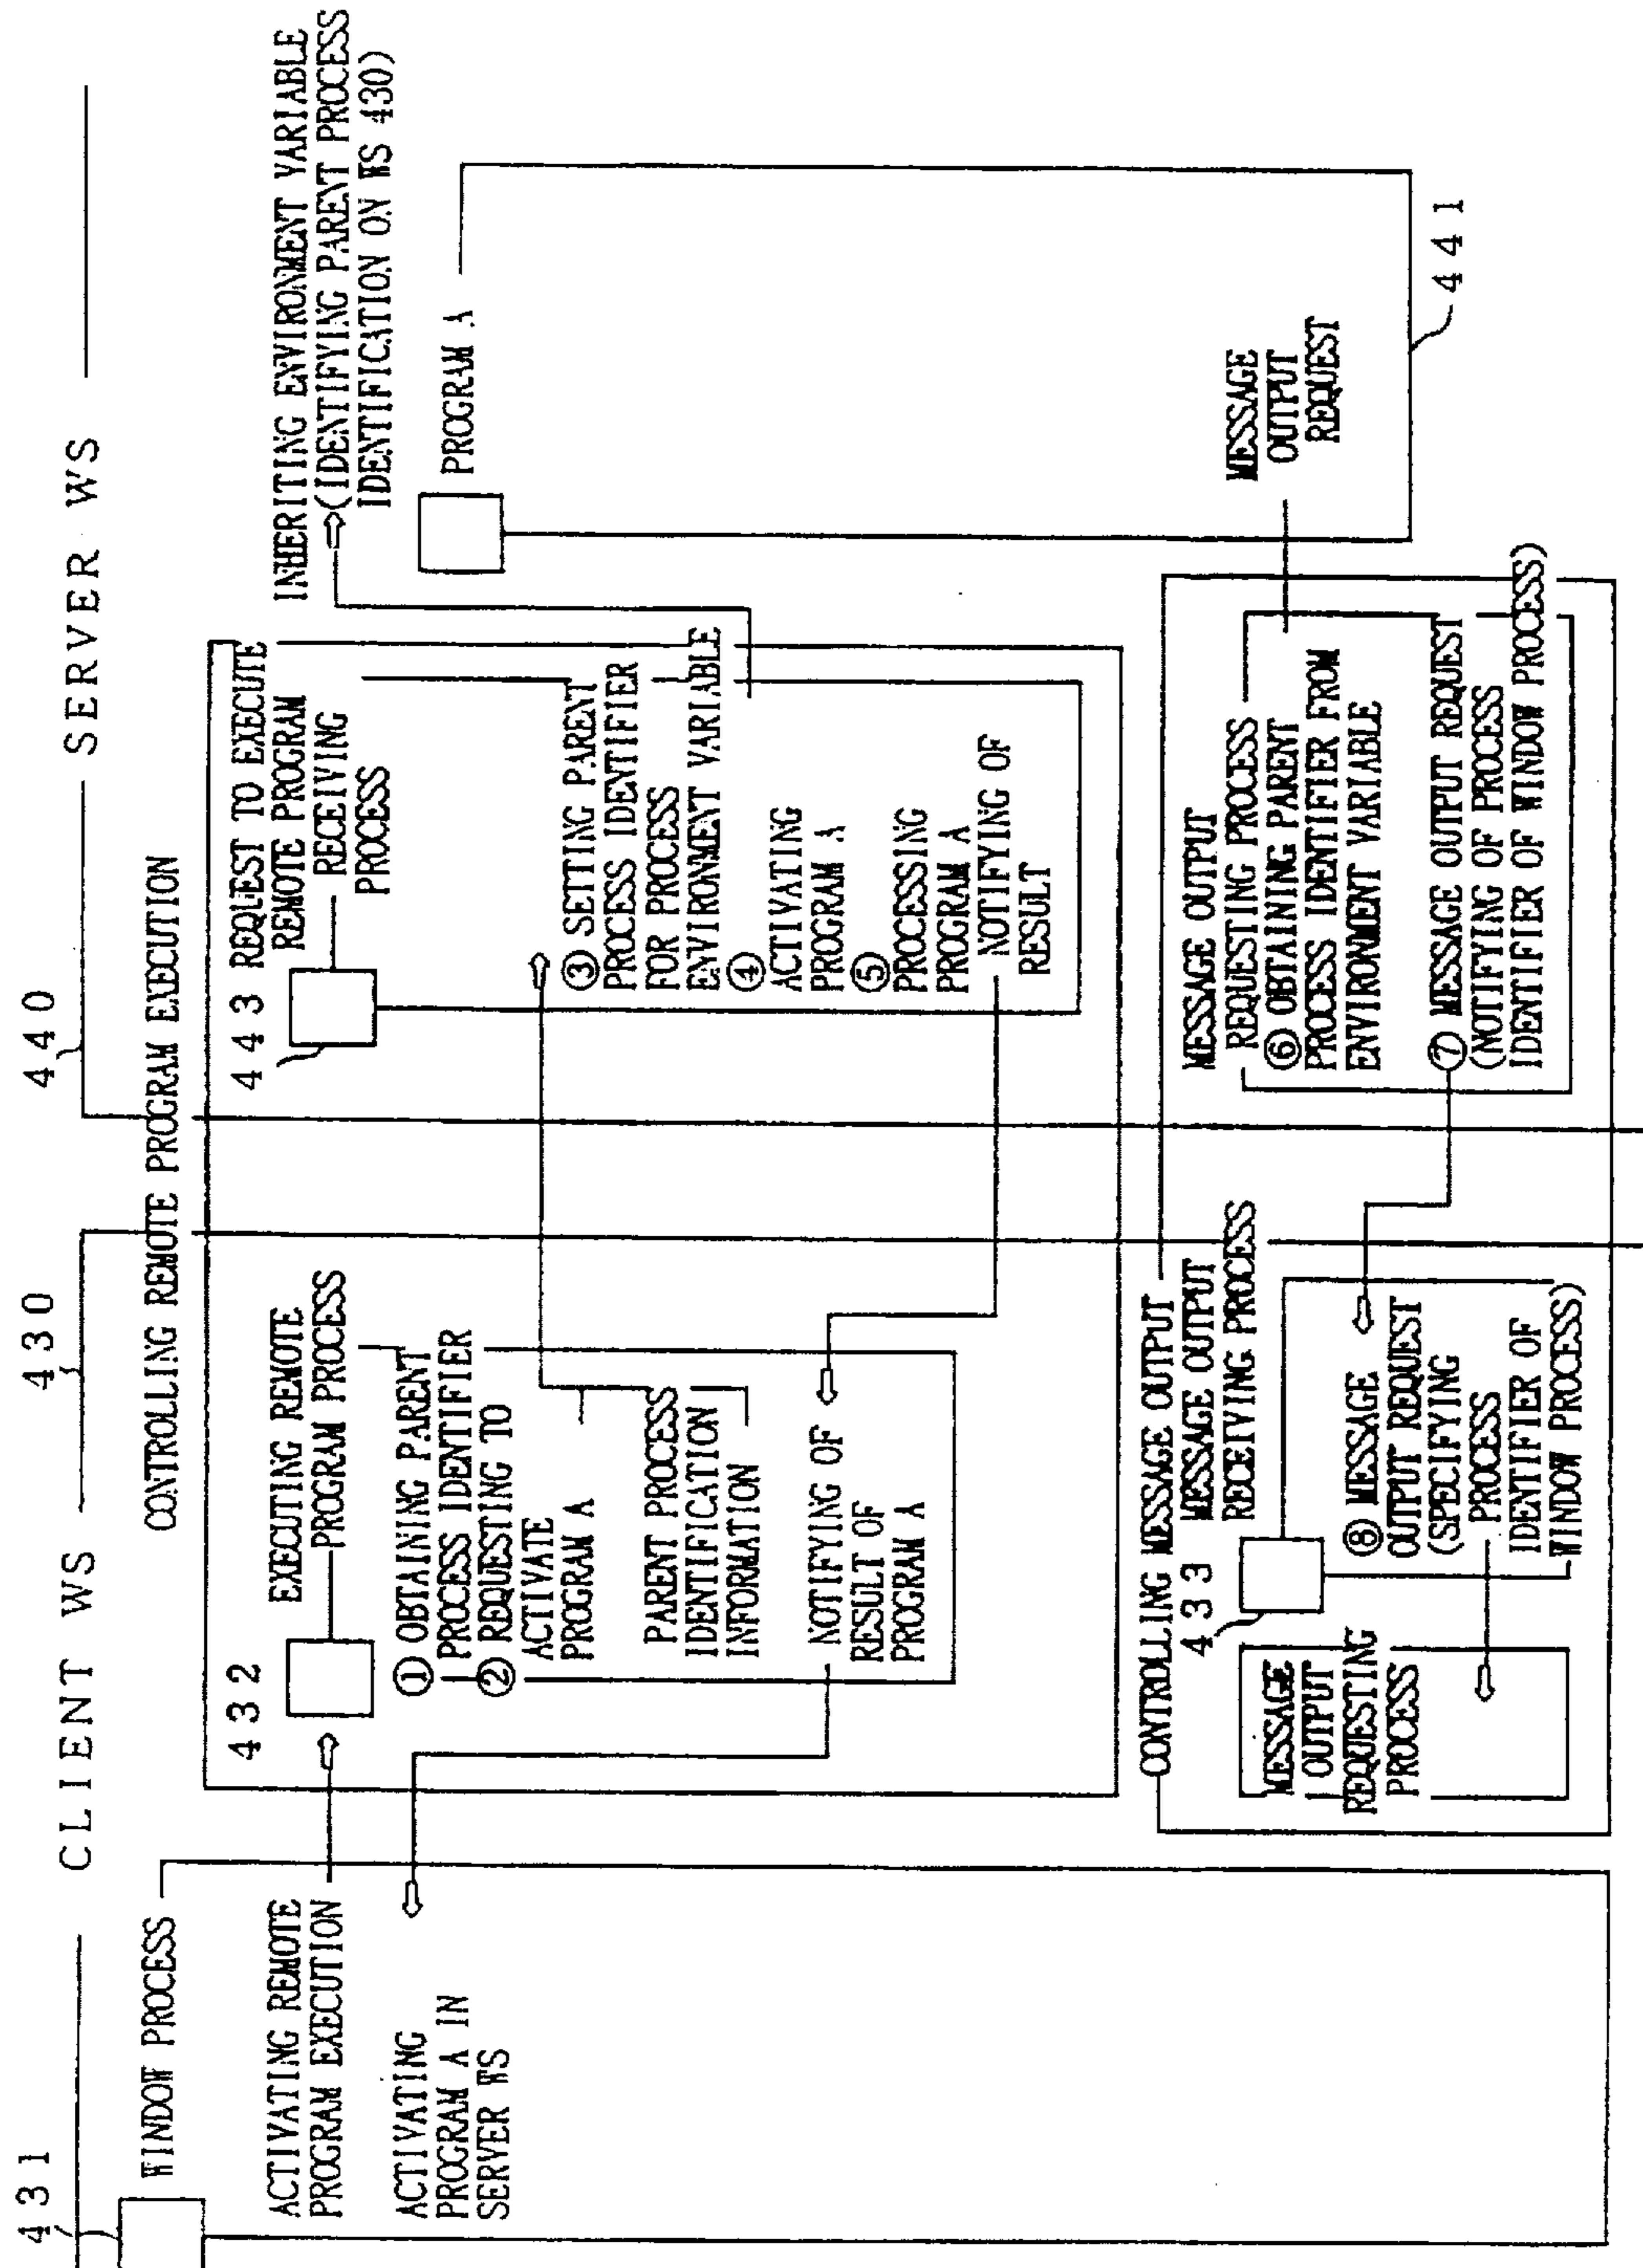 431
CLIENT WS
430
440
SERVER WS
WINDOW PROCESS
ACTIVATING REMOTE
PROGRAM EXECUTION
ACTIVATING
PROGRAM A IN
SERVER WS
CONTROLLING REMOTE PROGRAM EXECUTION
432
EXECUTING REMOTE
PROGRAM PROCESS
① OBTAINING PARENT
PROCESS IDENTIFIER
② REQUESTING TO
ACTIVATE
PROGRAM A
PARENT PROCESS
IDENTIFICATION
INFORMATION
NOTIFYING OF
RESULT OF
PROGRAM A
443 REQUEST TO EXECUTE
REMOTE PROGRAM
RECEIVING
PROCESS
③ SETTING PARENT
PROCESS IDENTIFIER
FOR PROCESS
ENVIRONMENT VARIABLE
④
ACTIVATING
PROGRAM A
⑤
PROCESSING
PROGRAM A
NOTIFYING OF
RESULT
INHERITING ENVIRONMENT VARIABLE
(IDENTIFYING PARENT PROCESS
IDENTIFICATION ON WS 430)
PROGRAM A
MESSAGE
OUTPUT
REQUEST
441
CONTROLLING MESSAGE OUTPUT
433 MESSAGE OUTPUT
RECEIVING PROCESS
MESSAGE
OUTPUT
REQUESTING
PROCESS
⑧ MESSAGE
OUTPUT REQUEST
(SPECIFYING
PROCESS
IDENTIFIER OF
WINDOW PROCESS)
MESSAGE OUTPUT
REQUESTING PROCESS
⑥ OBTAINING PARENT
PROCESS IDENTIFIER FROM
ENVIRONMENT VARIABLE
⑦ MESSAGE OUTPUT REQUEST
(NOTIFYING OF PROCESS
IDENTIFIER OF WINDOW PROCESS)